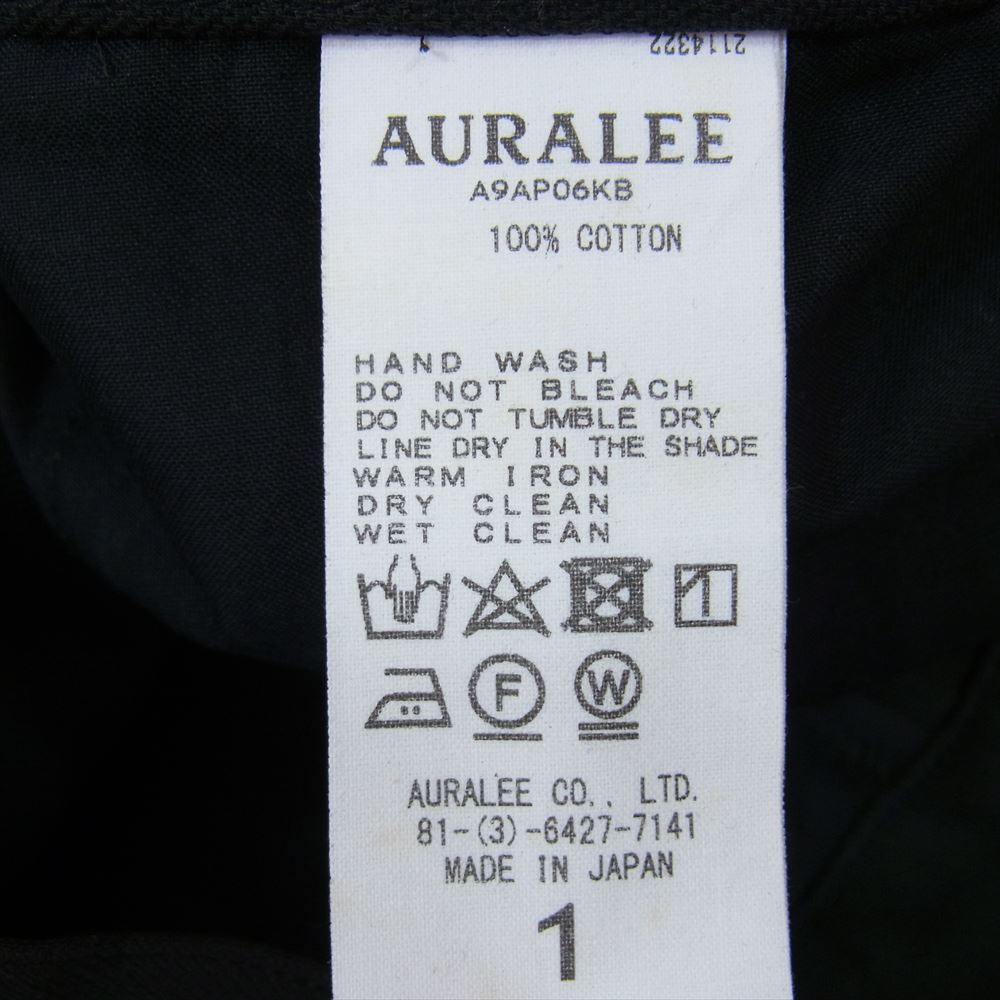 2114322 1
AURALEE
A9AP06KB
100% COTTON
HAND WASH
DO NOT BLEACH
DO NOT TUMBLE DRY
LINE DRY IN THE SHADE
WARM IRON
DRY CLEAN
WET CLEAN
F W
AURALEE CO., LTD.
81-(3)-6427-7141
MADE IN JAPAN
1